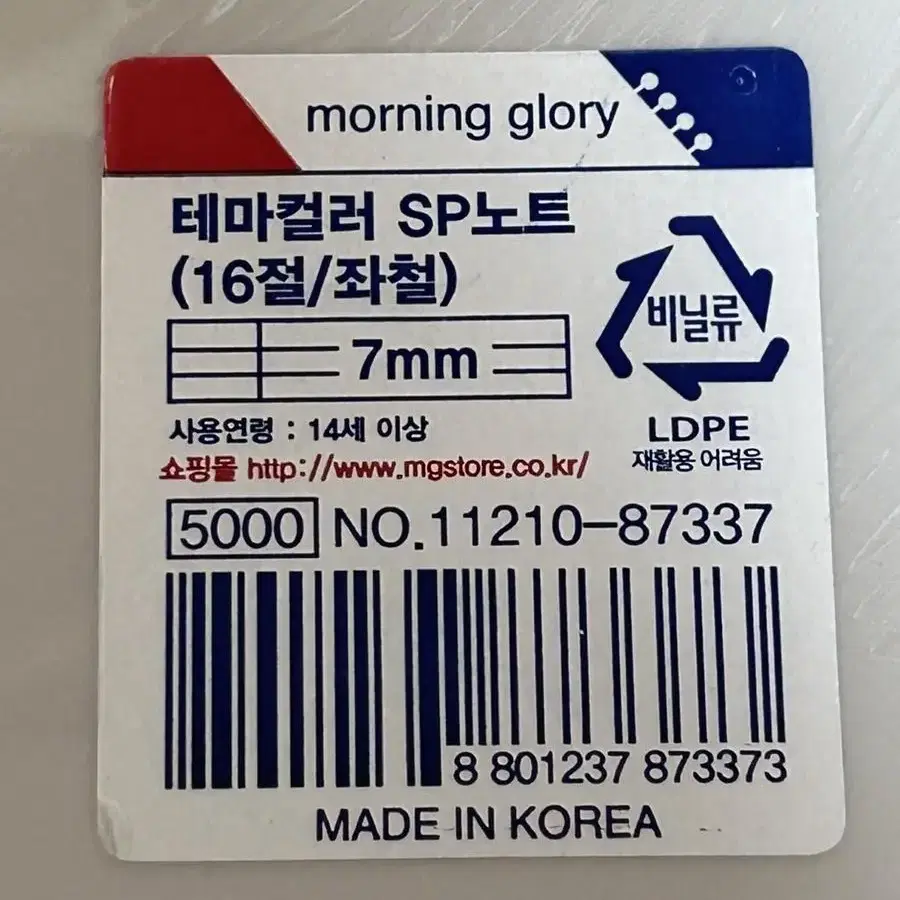 morning glory
테마컬러 SP노트
(16절/좌철)
7mm
비닐류
LDPE
재활용 어려움
사용연령 : 14세 이상
쇼핑몰 http://www.mgstore.co.kr/
5000 NO.11210-87337
8 801237 873373
MADE IN KOREA